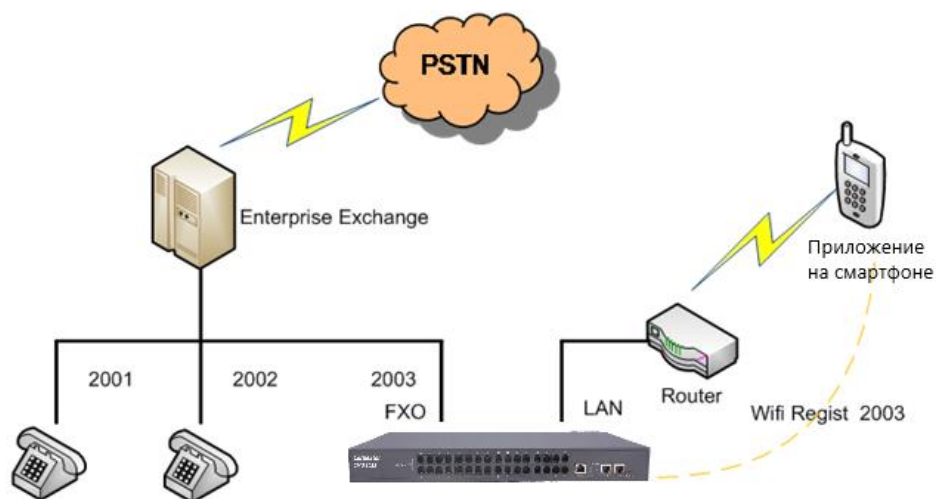 PSTN
Enterprise Exchange
Приложение
на смартфоне
2001
2002
2003
FXO
LAN
Router
Wifi Regist 2003